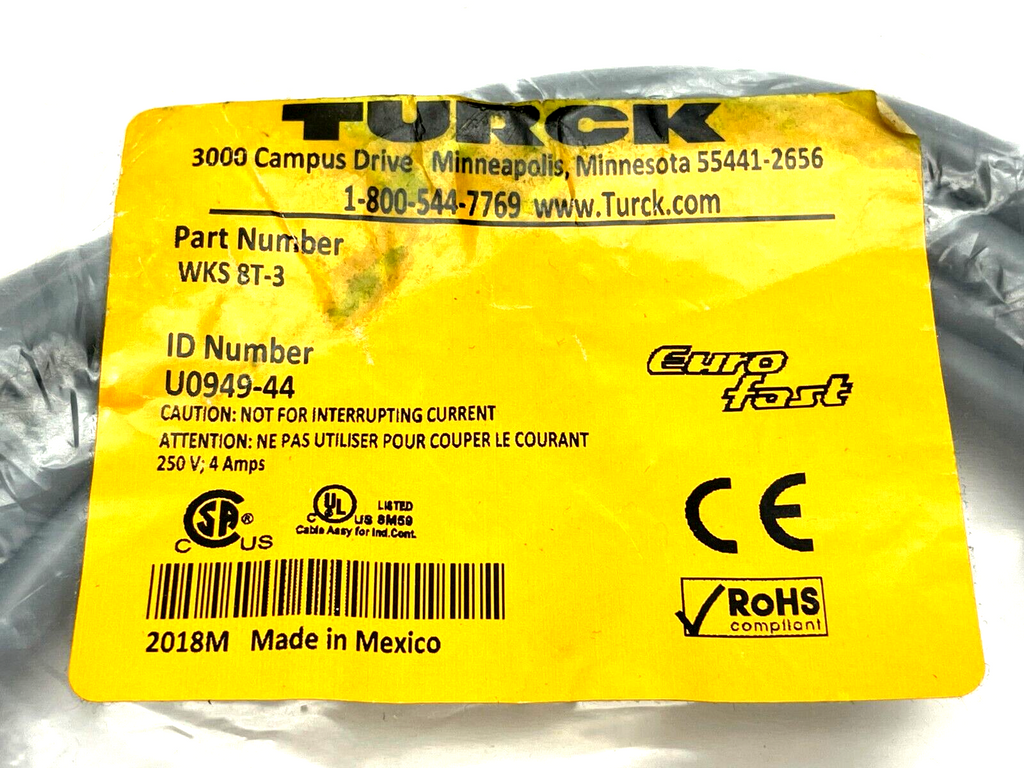 TURCK
3000 Campus Drive Minneapolis, Minnesota 55441-2656
1-800-544-7769 www.Turck.com
Part Number
WKS 8T-3
ID Number
U0949-44
CAUTION: NOT FOR INTERRUPTING CURRENT
ATTENTION: NE PAS UTILISER POUR COUPER LE COURANT
250 V; 4 Amps
Euro
fast
SA ®
C US
UL LISTED
C US 8M59
Cable Assy for Ind.Cont.
CE
RoHS
compliant
2018M Made in Mexico